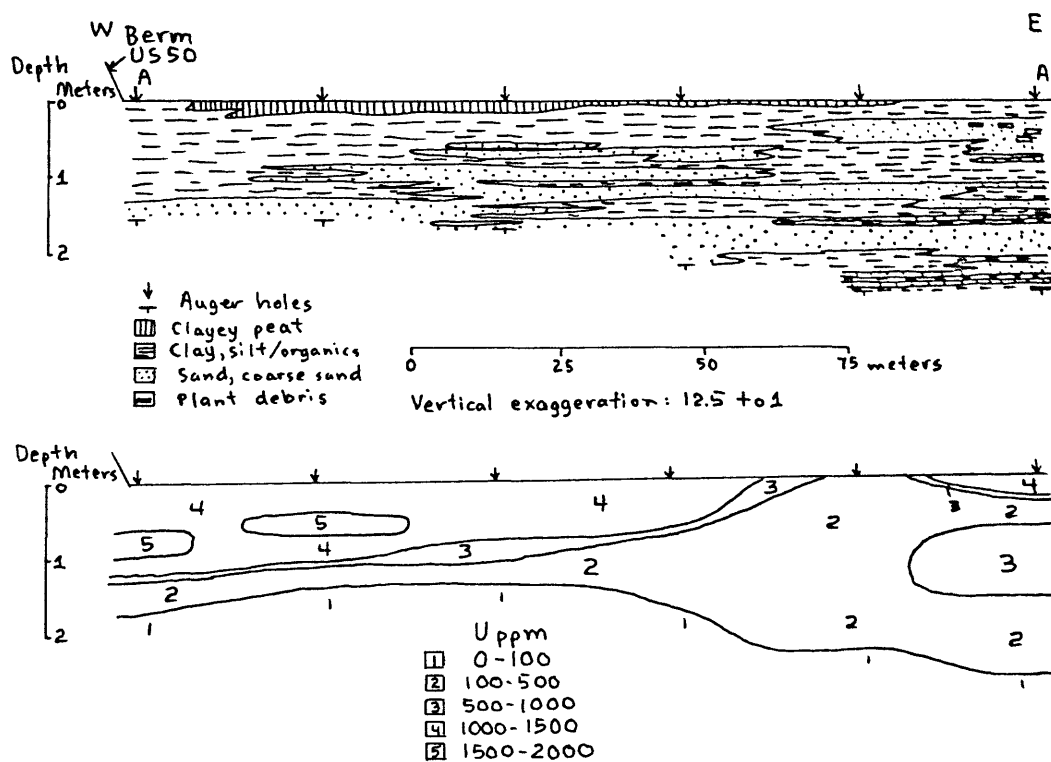 W Berm E
US50
Depth
Meters A A
0
1
2
Auger holes
Clayey peat
Clay, silt/organics
Sand, coarse sand
Plant debris
0 25 50 75 meters
Vertical exaggeration: 12.5 to 1
Depth
Meters
0 4 5 4 3 4 3 2 3 4 2
5 4 3 2 3
1
2 2 2
1 1 1 1 1 1
2
U ppm
1 0-100
2 100-500
3 500-1000
4 1000-1500
5 1500-2000